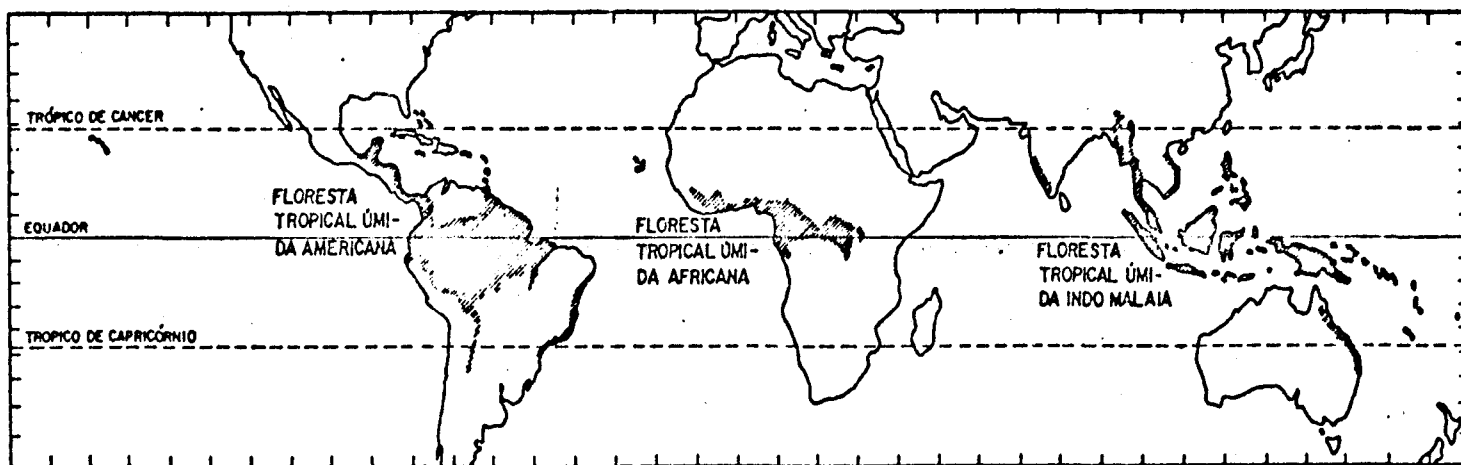 TRÓPICO DE CANCER
FLORESTA
TROPICAL ÚMI-
DA AMERICANA
EQUADOR
FLORESTA
TROPICAL ÚMI-
DA AFRICANA
FLORESTA
TROPICAL ÚMI-
DA INDO MALAIA
TROPICO DE CAPRICÓRNIO